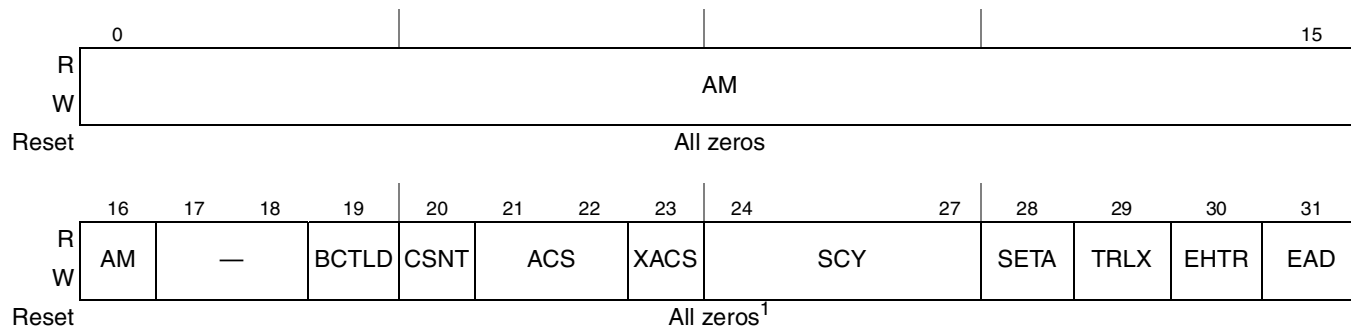 0 15
R
AM
W
Reset All zeros
16 17 18 19 20 21 22 23 24 27 28 29 30 31
R
AM — BCTLD CSNT ACS XACS SCY SETA TRLX EHTR EAD
W
Reset All zeros1